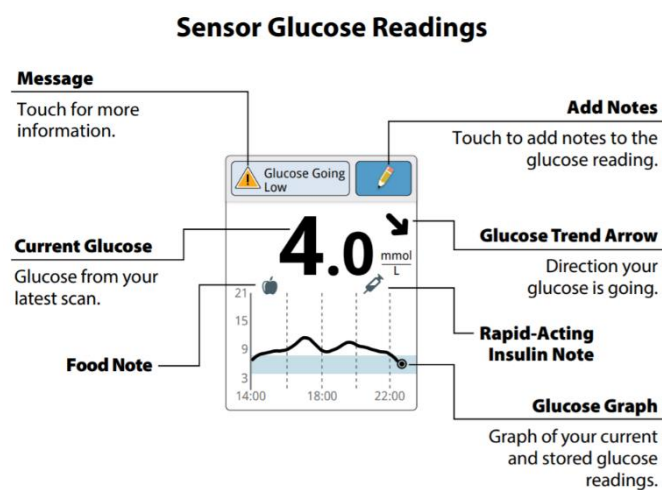 Sensor Glucose Readings
Message
Touch for more
information.
Add Notes
Touch to add notes to the
glucose reading.
Glucose Going
Low
4.0 mmol
L
Current Glucose
Glucose from your
latest scan.
Glucose Trend Arrow
Direction your
glucose is going.
Food Note
Rapid-Acting
Insulin Note
21
15
9
3
14:00 18:00 22:00
Glucose Graph
Graph of your current
and stored glucose
readings.